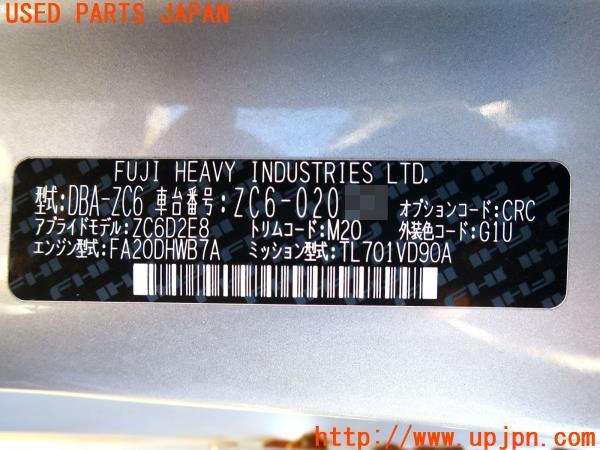 USED PARTS JAPAN
FUJI HEAVY INDUSTRIES LTD.
型式:DBA-ZC6 車台番号:ZC6-020 オプションコード:CRC
アプライドモデル:ZC6D2E8 トリムコード:M20 外装色コード:G1U
エンジン型式:FA20DHWB7A ミッション型式:TL701VD90A
http://www.upjpn.com/